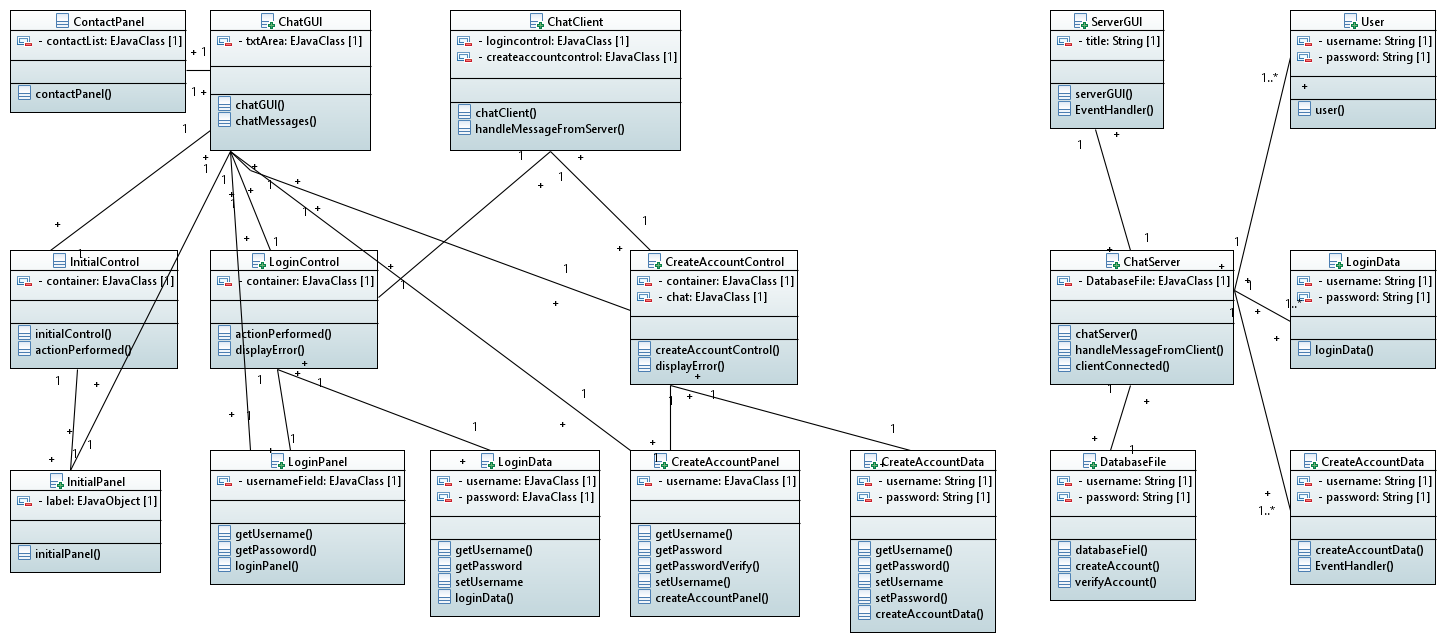 ContactPanel
- contactList: EJavaClass [1]
contactPanel()
+ 1
1 +
ChatGUI
- txtArea: EJavaClass [1]
chatGUI()
chatMessages()
ChatClient
- logincontrol: EJavaClass [1]
- createaccountcontrol: EJavaClass [1]
chatClient()
handleMessageFromServer()
ServerGUI
- title: String [1]
serverGUI()
EventHandler()
User
- username: String [1]
- password: String [1]
+
user()
1..*
1
+
1
+
1
1
+
1
+
+
1
+
+
1
+
1
+
1
+
1
+
1
+
1
+
1
+
1
+
1
InitialControl
- container: EJavaClass [1]
initialControl()
actionPerformed()
LoginControl
- container: EJavaClass [1]
actionPerformed()
displayError()
CreateAccountControl
- container: EJavaClass [1]
- chat: EJavaClass [1]
createAccountControl()
displayError()
ChatServer
- DatabaseFile: EJavaClass [1]
chatServer()
handleMessageFromClient()
clientConnected()
LoginData
- username: String [1]
- password: String [1]
loginData()
+
1
+
1
1..*
+
+
1
+
1
+
1
+
+
1
+
1
+
1
1
+
1
1
+
1
+
1
+
1
+
1
+
1
+
1
+
1..*
InitialPanel
- label: EJavaObject [1]
initialPanel()
LoginPanel
- usernameField: EJavaClass [1]
getUsername()
getPassoword()
loginPanel()
+ LoginData
- username: EJavaClass [1]
- password: EJavaClass [1]
getUsername()
getPassword
setUsername
loginData()
CreateAccountPanel
- username: EJavaClass [1]
getUsername()
getPassword
getPasswordVerify()
setUsername()
createAccountPanel()
CreateAccountData
- username: String [1]
- password: String [1]
getUsername()
getPassword()
setUsername
setPassword()
createAccountData()
DatabaseFile
- username: String [1]
- password: String [1]
databaseFiel()
createAccount()
verifyAccount()
CreateAccountData
- username: String [1]
- password: String [1]
createAccountData()
EventHandler()